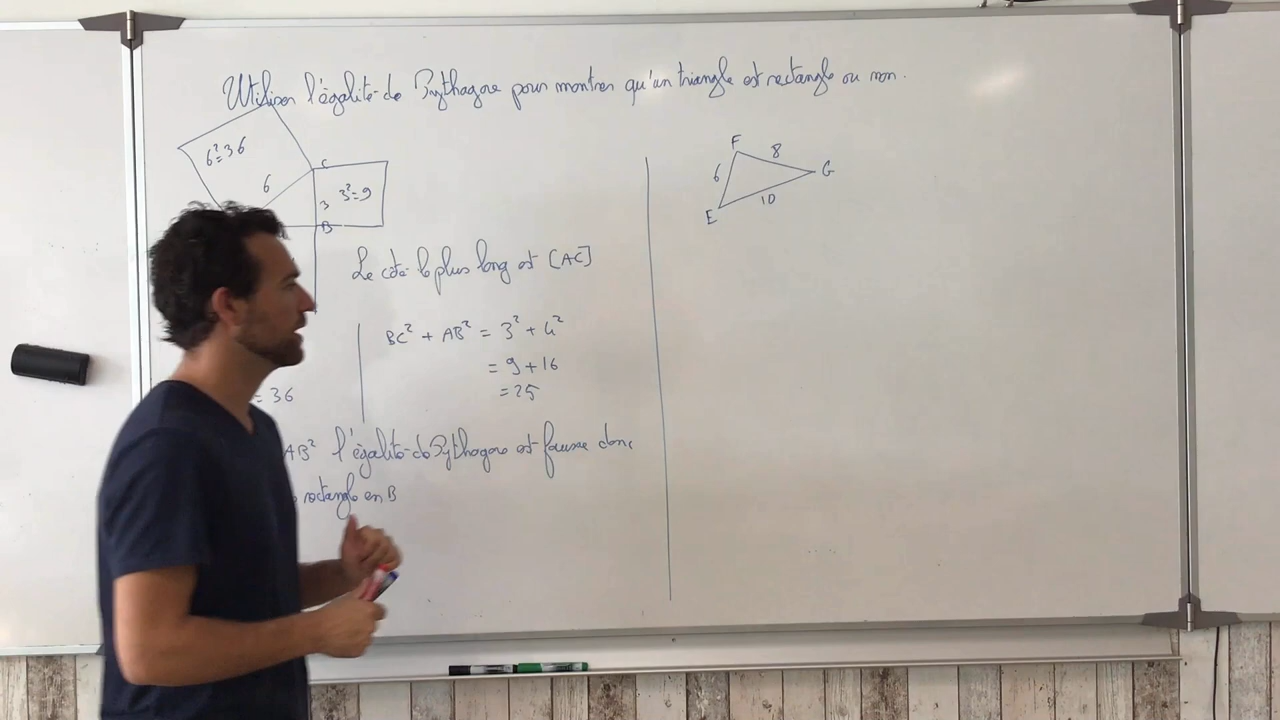 Utiliser l'égalité de Pythagore pour montrer qu'un triangle est rectangle ou non.
6²=36
C
6
3
3²=9
B
Le côté le plus long est [AC]
BC² + AB² = 3² + 4²
= 9 + 16
= 25
= 36
AB² l'égalité de Pythagore est fausse donc
rectangle en B
F
8
6
G
10
E